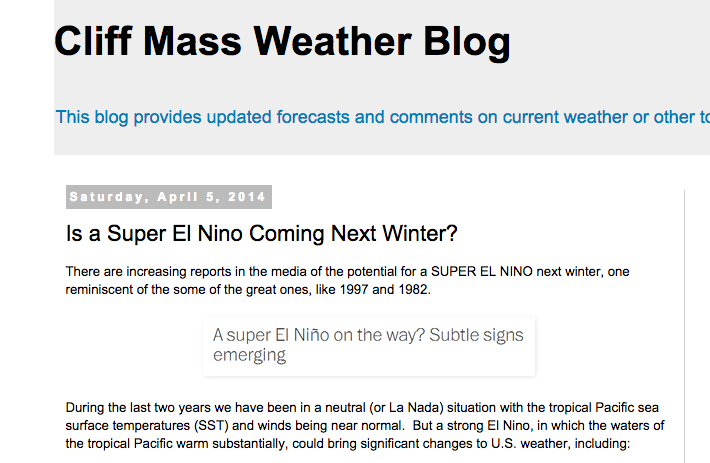 Cliff Mass Weather Blog
This blog provides updated forecasts and comments on current weather or other
Saturday, April 5, 2014
Is a Super El Nino Coming Next Winter?
There are increasing reports in the media of the potential for a SUPER EL NINO next winter, one
reminiscent of the some of the great ones, like 1997 and 1982.
A super El Niño on the way? Subtle signs
emerging
During the last two years we have been in a neutral (or La Nada) situation with the tropical Pacific sea
surface temperatures (SST) and winds being near normal.  But a strong El Nino, in which the waters of
the tropical Pacific warm substantially, could bring significant changes to U.S. weather, including: